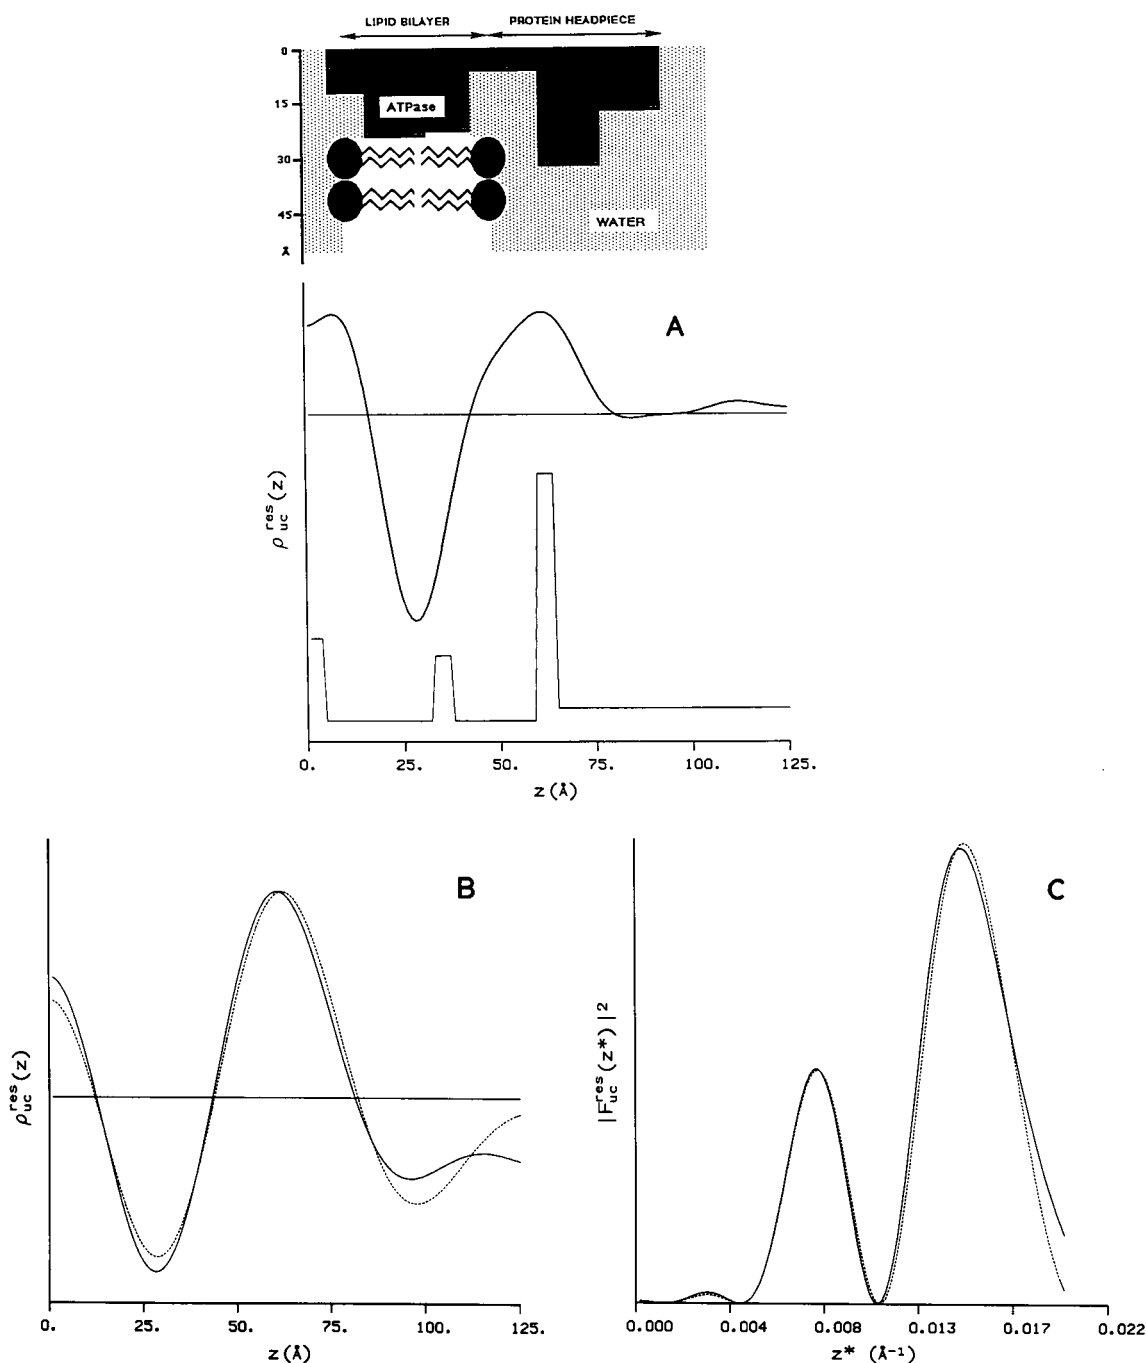 LIPID BILAYER PROTEIN HEADPIECE
0
15
30
45
Å
ATPase
WATER
A
ρ uc res (z)
0. 25. 50. 75. 100. 125.
z (Å)
B
ρ uc res (z)
0. 25. 50. 75. 100. 125.
z (Å)
C
|F uc res (z*)|²
0.000 0.004 0.008 0.013 0.017 0.022
z* (Å⁻¹)